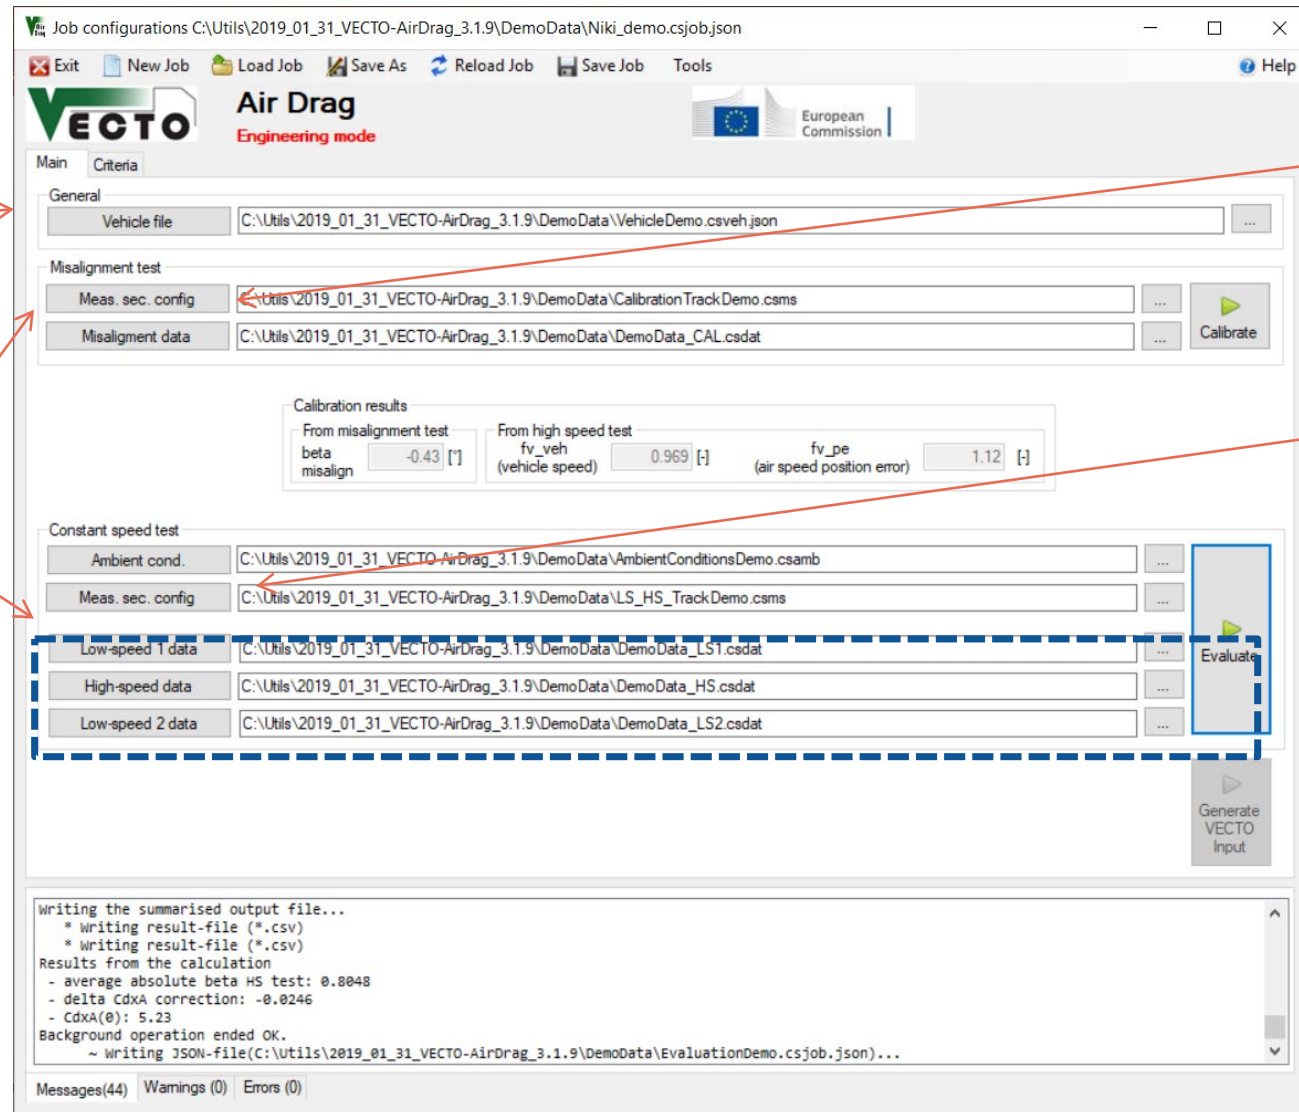 Job configurations C:\Utils\2019_01_31_VECTO-AirDrag_3.1.9\DemoData\Niki_demo.csjob.json
Exit New Job Load Job Save As Reload Job Save Job Tools Help
VECTO Air Drag
Engineering mode
European
Commission
Main Criteria
General
Vehicle file C:\Utils\2019_01_31_VECTO-AirDrag_3.1.9\DemoData\VehicleDemo.csveh.json ...
Misalignment test
Meas. sec. config C:\Utils\2019_01_31_VECTO-AirDrag_3.1.9\DemoData\CalibrationTrackDemo.csms ...
Misaligment data C:\Utils\2019_01_31_VECTO-AirDrag_3.1.9\DemoData\DemoData_CAL.csdat ...
Calibrate
Calibration results
From misalignment test
beta
misalign -0.43 [°]
From high speed test
fv_veh
(vehicle speed) 0.969 [-]
fv_pe
(air speed position error) 1.12 [-]
Constant speed test
Ambient cond. C:\Utils\2019_01_31_VECTO-AirDrag_3.1.9\DemoData\AmbientConditionsDemo.csamb ...
Meas. sec. config C:\Utils\2019_01_31_VECTO-AirDrag_3.1.9\DemoData\LS_HS_TrackDemo.csms ...
Low-speed 1 data C:\Utils\2019_01_31_VECTO-AirDrag_3.1.9\DemoData\DemoData_LS1.csdat ...
High-speed data C:\Utils\2019_01_31_VECTO-AirDrag_3.1.9\DemoData\DemoData_HS.csdat ...
Low-speed 2 data C:\Utils\2019_01_31_VECTO-AirDrag_3.1.9\DemoData\DemoData_LS2.csdat ...
Evaluate
Generate
VECTO
Input
Writing the summarised output file...
* Writing result-file (*.csv)
* Writing result-file (*.csv)
Results from the calculation
- average absolute beta HS test: 0.8048
- delta CdxA correction: -0.0246
- CdxA(0): 5.23
Background operation ended OK.
~ Writing JSON-file(C:\Utils\2019_01_31_VECTO-AirDrag_3.1.9\DemoData\EvaluationDemo.csjob.json)...
Messages(44) Warnings (0) Errors (0)